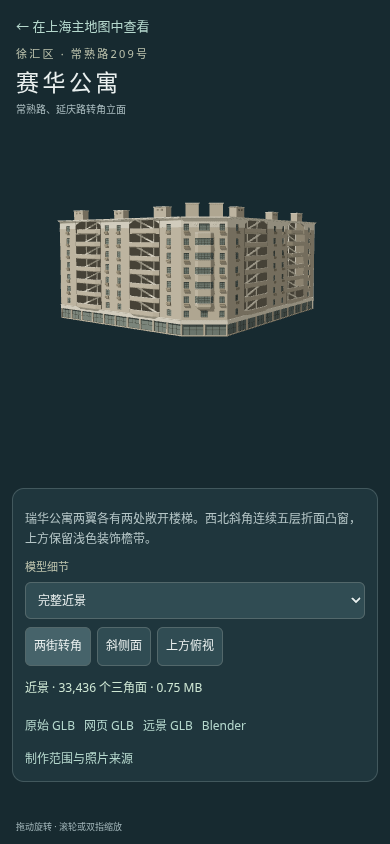 ← 在上海主地图中查看
徐汇区 · 常熟路209号
赛华公寓
常熟路、延庆路转角立面
瑞华公寓两翼各有两处敞开楼梯。西北斜角连续五层折面凸窗，
上方保留浅色装饰檐带。
模型细节
完整近景
两街转角 斜侧面 上方俯视
近景 · 33,436 个三角面 · 0.75 MB
原始 GLB 网页 GLB 远景 GLB Blender
制作范围与照片来源
拖动旋转 · 滚轮或双指缩放